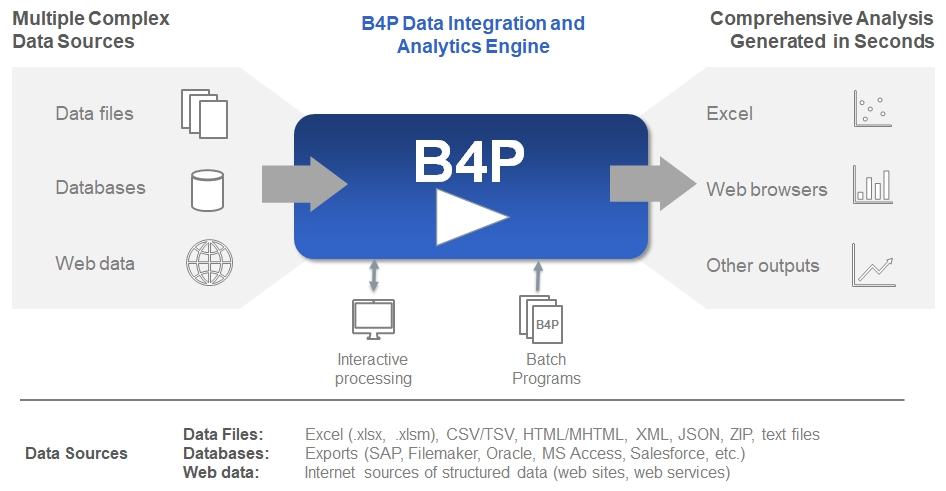 Multiple Complex
Data Sources
B4P Data Integration and
Analytics Engine
Comprehensive Analysis
Generated in Seconds
Data files
Databases
Web data
B4P
Excel
Web browsers
Other outputs
B4P
Interactive
processing
Batch
Programs
Data Sources
Data Files: Excel (.xlsx, .xlsm), CSV/TSV, HTML/MHTML, XML, JSON, ZIP, text files
Databases: Exports (SAP, Filemaker, Oracle, MS Access, Salesforce, etc.)
Web data: Internet sources of structured data (web sites, web services)